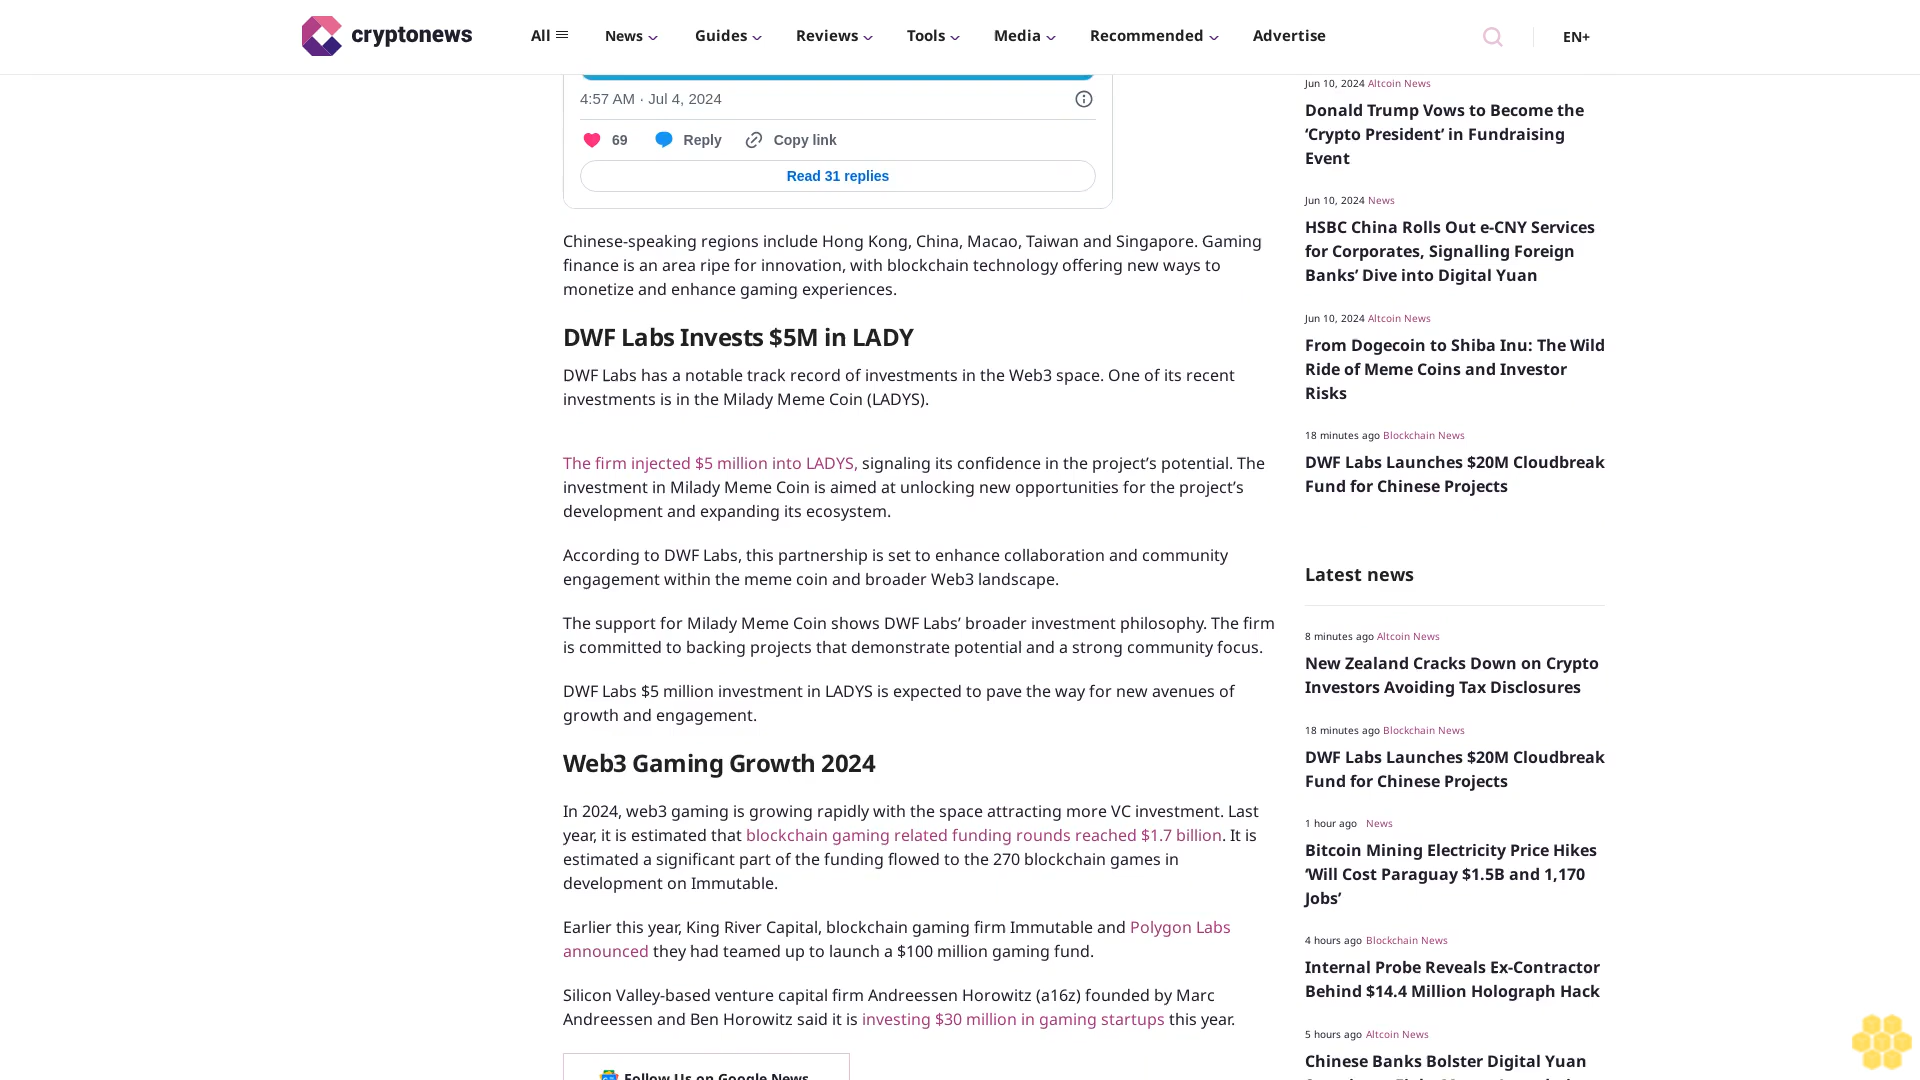 cryptonews
All
News
Guides
Reviews
Tools
Media
Recommended
Advertise
EN+
4:57 AM · Jul 4, 2024
69
Reply
Copy link
Read 31 replies
Chinese-speaking regions include Hong Kong, China, Macao, Taiwan and Singapore. Gaming
finance is an area ripe for innovation, with blockchain technology offering new ways to
monetize and enhance gaming experiences.
DWF Labs Invests $5M in LADY
DWF Labs has a notable track record of investments in the Web3 space. One of its recent
investments is in the Milady Meme Coin (LADYS).
The firm injected $5 million into LADYS, signaling its confidence in the project’s potential. The
investment in Milady Meme Coin is aimed at unlocking new opportunities for the project’s
development and expanding its ecosystem.
According to DWF Labs, this partnership is set to enhance collaboration and community
engagement within the meme coin and broader Web3 landscape.
The support for Milady Meme Coin shows DWF Labs’ broader investment philosophy. The firm
is committed to backing projects that demonstrate potential and a strong community focus.
DWF Labs $5 million investment in LADYS is expected to pave the way for new avenues of
growth and engagement.
Web3 Gaming Growth 2024
In 2024, web3 gaming is growing rapidly with the space attracting more VC investment. Last
year, it is estimated that blockchain gaming related funding rounds reached $1.7 billion. It is
estimated a significant part of the funding flowed to the 270 blockchain games in
development on Immutable.
Earlier this year, King River Capital, blockchain gaming firm Immutable and Polygon Labs
announced they had teamed up to launch a $100 million gaming fund.
Silicon Valley-based venture capital firm Andreessen Horowitz (a16z) founded by Marc
Andreessen and Ben Horowitz said it is investing $30 million in gaming startups this year.
Follow Us on Google News
Jun 10, 2024 Altcoin News
Donald Trump Vows to Become the
‘Crypto President’ in Fundraising
Event
Jun 10, 2024 News
HSBC China Rolls Out e-CNY Services
for Corporates, Signalling Foreign
Banks’ Dive into Digital Yuan
Jun 10, 2024 Altcoin News
From Dogecoin to Shiba Inu: The Wild
Ride of Meme Coins and Investor
Risks
18 minutes ago Blockchain News
DWF Labs Launches $20M Cloudbreak
Fund for Chinese Projects
Latest news
8 minutes ago Altcoin News
New Zealand Cracks Down on Crypto
Investors Avoiding Tax Disclosures
18 minutes ago Blockchain News
DWF Labs Launches $20M Cloudbreak
Fund for Chinese Projects
1 hour ago News
Bitcoin Mining Electricity Price Hikes
‘Will Cost Paraguay $1.5B and 1,170
Jobs’
4 hours ago Blockchain News
Internal Probe Reveals Ex-Contractor
Behind $14.4 Million Holograph Hack
5 hours ago Altcoin News
Chinese Banks Bolster Digital Yuan